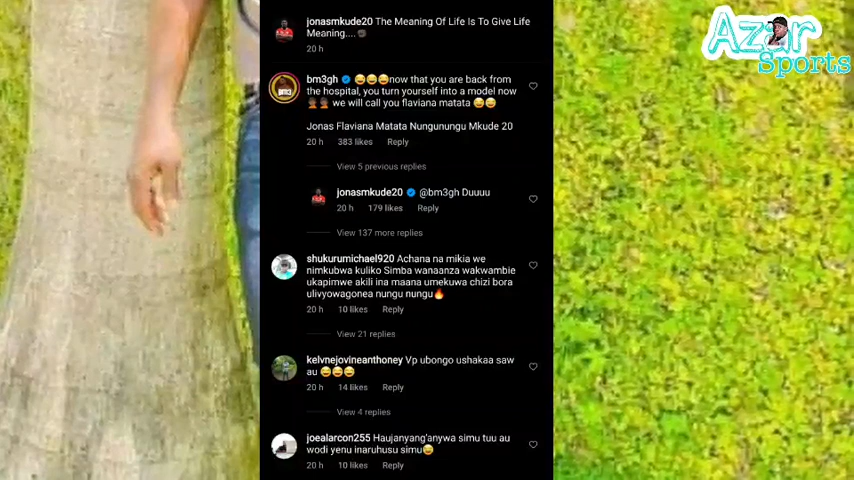 jonasmkude20 The Meaning Of Life Is To Give Life
Meaning....✊🏿
20 h
bm3gh 😂😂😂now that you are back from
the hospital, you turn yourself into a model now
we will call you flaviana matata 😂😂
Jonas Flaviana Matata Nungunungu Mkude 20
20 h 383 likes Reply
View 5 previous replies
jonasmkude20 @bm3gh Duuuu
20 h 179 likes Reply
View 137 more replies
shukurumichael920 Achana na mikia we
nimkubwa kuliko Simba wanaanza wakwambie
ukapimwe akili ina maana umekuwa chizi bora
ulivyowagonea nungu nungu🔥
20 h 10 likes Reply
View 21 replies
kelvnejovineanthoney Vp ubongo ushakaa saw
au 😂😂😂
20 h 14 likes Reply
View 4 replies
joealarcon255 Haujanyang'anywa simu tuu au
wodi yenu inaruhusu simu😂
20 h 10 likes Reply
Azar
Sports
bm3